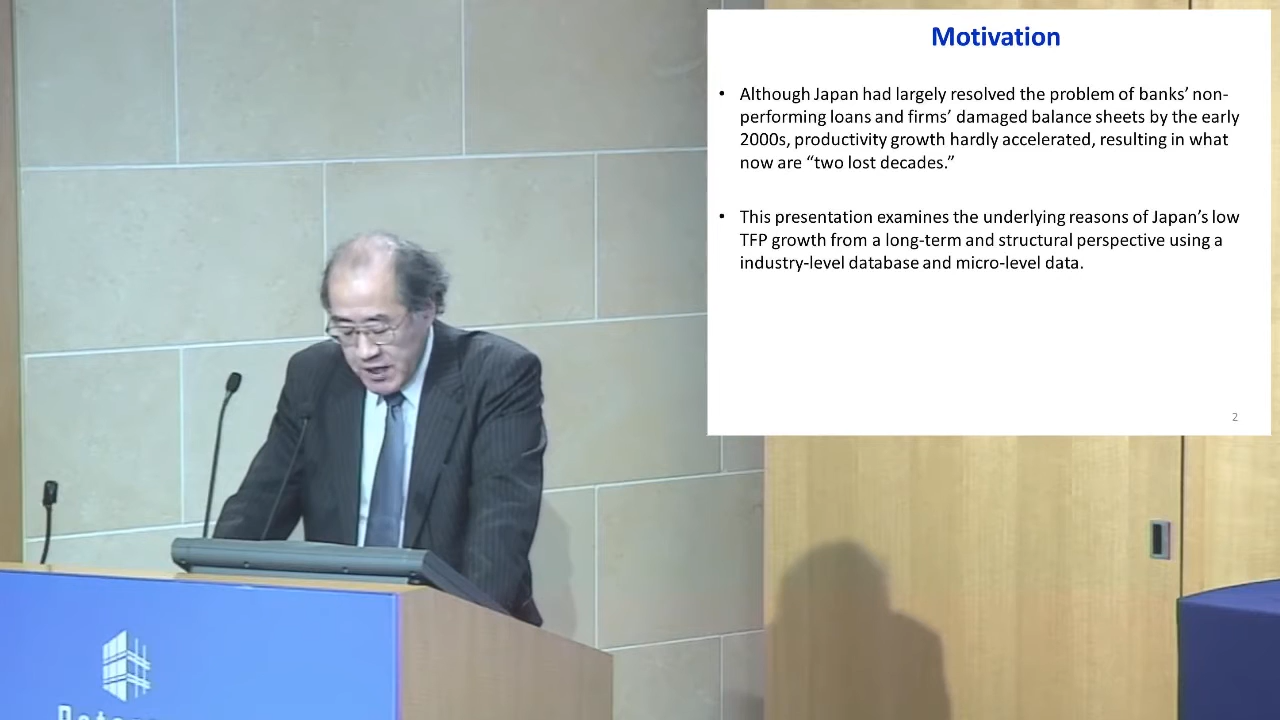 Motivation
• Although Japan had largely resolved the problem of banks’ non-
performing loans and firms’ damaged balance sheets by the early
2000s, productivity growth hardly accelerated, resulting in what
now are “two lost decades.”
• This presentation examines the underlying reasons of Japan’s low
TFP growth from a long-term and structural perspective using a
industry-level database and micro-level data.
2